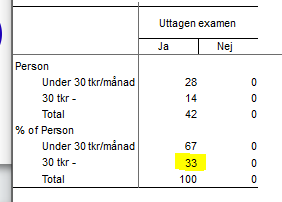 Uttagen examen
Ja Nej
Person
Under 30 tkr/månad 28 0
30 tkr - 14 0
Total 42 0
% of Person
Under 30 tkr/månad 67 0
30 tkr - 33 0
Total 100 0